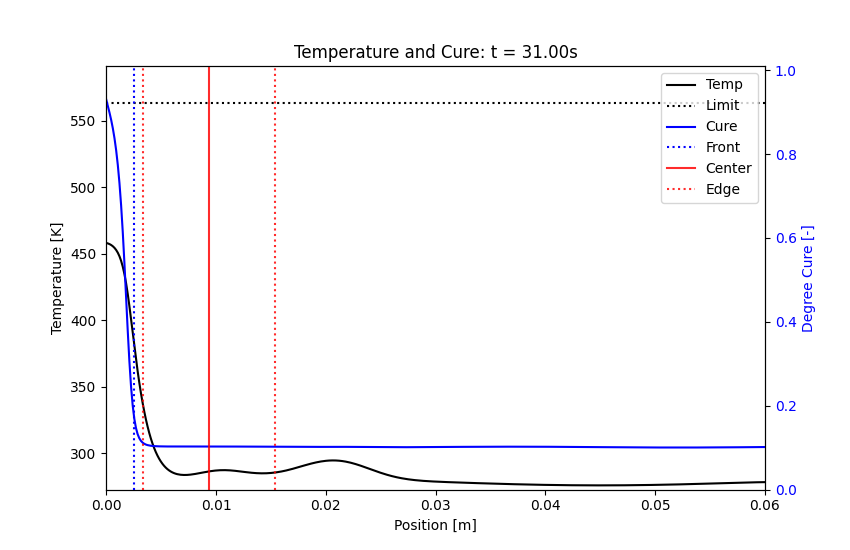 Temperature and Cure: t = 31.00s
Temp
Limit
Cure
Front
Center
Edge
Temperature [K]
550
500
450
400
350
300
Degree Cure [-]
1.0
0.8
0.6
0.4
0.2
0.0
0.00
0.01
0.02
0.03
0.04
0.05
0.06
Position [m]